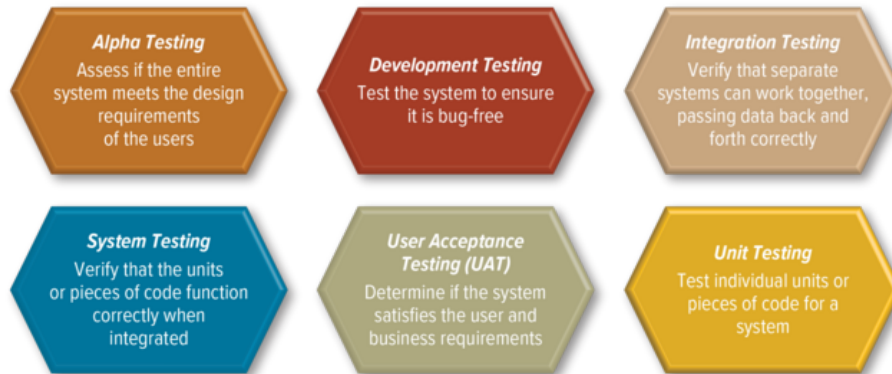 Alpha Testing
Assess if the entire
system meets the design
requirements
of the users
Development Testing
Test the system to ensure
it is bug-free
Integration Testing
Verify that separate
systems can work together,
passing data back and
forth correctly
System Testing
Verify that the units
or pieces of code function
correctly when
integrated
User Acceptance
Testing (UAT)
Determine if the system
satisfies the user and
business requirements
Unit Testing
Test individual units or
pieces of code for a
system